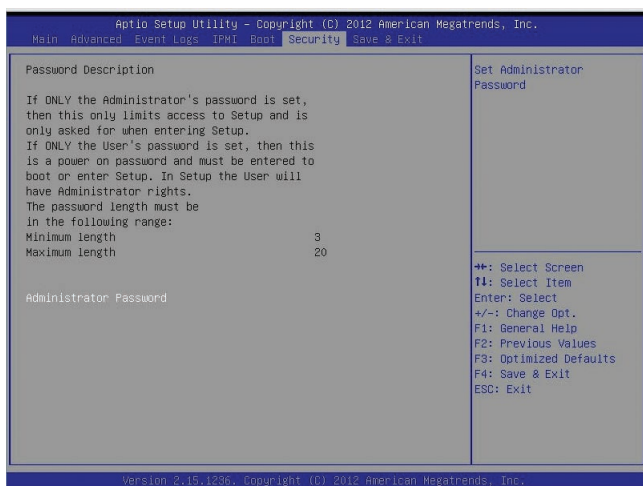 Aptio Setup Utility – Copyright (C) 2012 American Megatrends, Inc.
Main Advanced Event Logs IPMI Boot Security Save & Exit
Password Description
If ONLY the Administrator's password is set,
then this only limits access to Setup and is
only asked for when entering Setup.
If ONLY the User's password is set, then this
is a power on password and must be entered to
boot or enter Setup. In Setup the User will
have Administrator rights.
The password length must be
in the following range:
Minimum length 3
Maximum length 20
Administrator Password
Set Administrator
Password
→←: Select Screen
↑↓: Select Item
Enter: Select
+/-: Change Opt.
F1: General Help
F2: Previous Values
F3: Optimized Defaults
F4: Save & Exit
ESC: Exit
Version 2.15.1236. Copyright (C) 2012 American Megatrends, Inc.